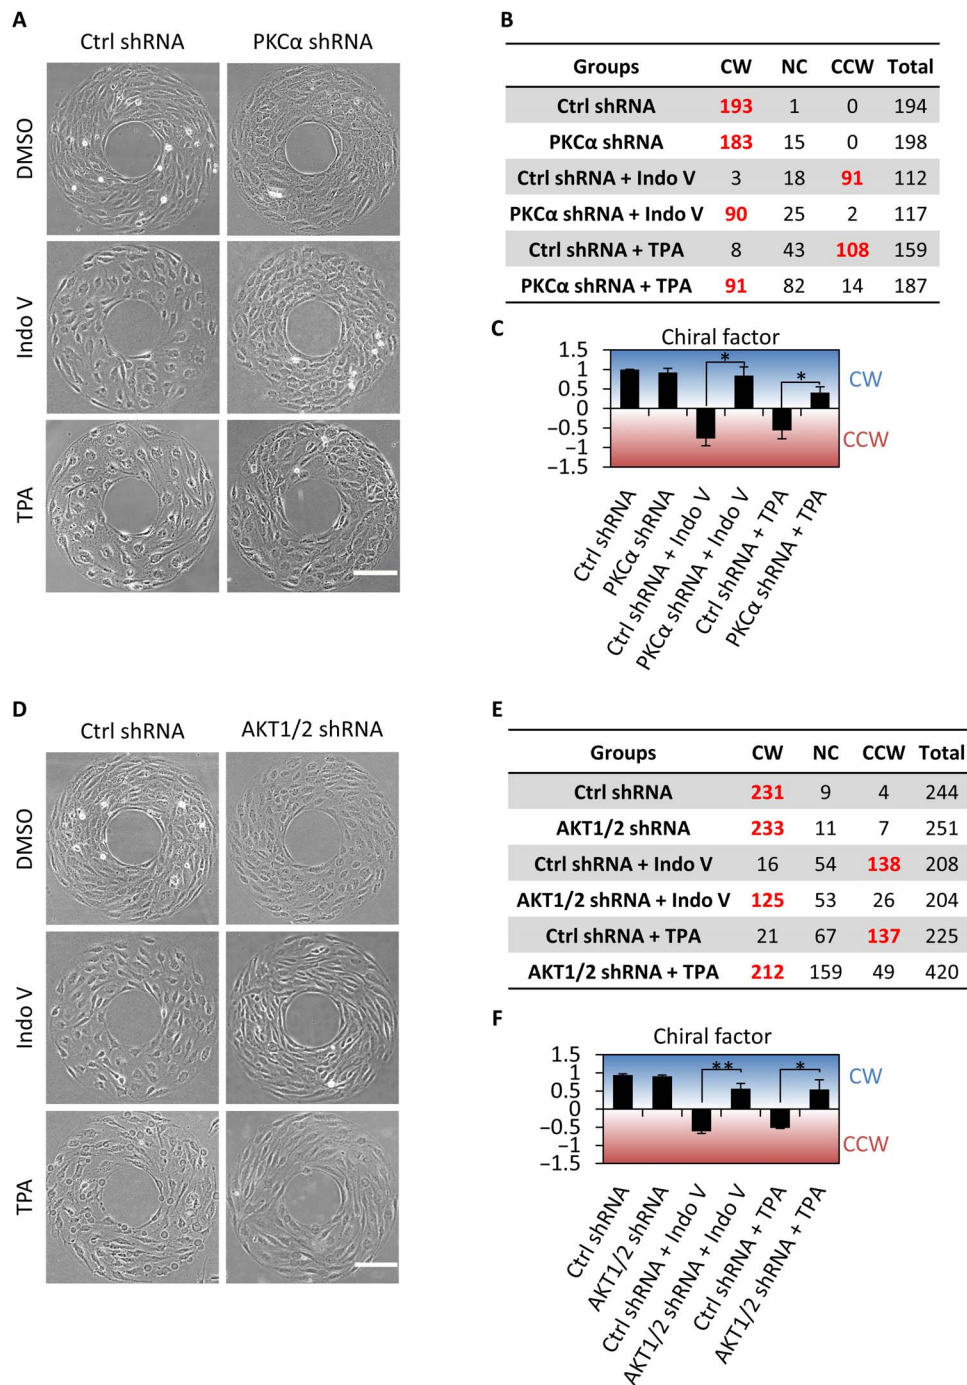 A
Ctrl shRNA PKCα shRNA
DMSO
Indo V
TPA
B
Groups CW NC CCW Total
Ctrl shRNA 193 1 0 194
PKCα shRNA 183 15 0 198
Ctrl shRNA + Indo V 3 18 91 112
PKCα shRNA + Indo V 90 25 2 117
Ctrl shRNA + TPA 8 43 108 159
PKCα shRNA + TPA 91 82 14 187
C
Chiral factor
1.5
1
0.5
0
−0.5
−1
−1.5
* *
CW
CCW
Ctrl shRNA
PKCα shRNA
Ctrl shRNA + Indo V
PKCα shRNA + Indo V
Ctrl shRNA + TPA
PKCα shRNA + TPA
D
Ctrl shRNA AKT1/2 shRNA
DMSO
Indo V
TPA
E
Groups CW NC CCW Total
Ctrl shRNA 231 9 4 244
AKT1/2 shRNA 233 11 7 251
Ctrl shRNA + Indo V 16 54 138 208
AKT1/2 shRNA + Indo V 125 53 26 204
Ctrl shRNA + TPA 21 67 137 225
AKT1/2 shRNA + TPA 212 159 49 420
F
Chiral factor
1.5
1
0.5
0
−0.5
−1
−1.5
** *
CW
CCW
Ctrl shRNA
AKT1/2 shRNA
Ctrl shRNA + Indo V
AKT1/2 shRNA + Indo V
Ctrl shRNA + TPA
AKT1/2 shRNA + TPA